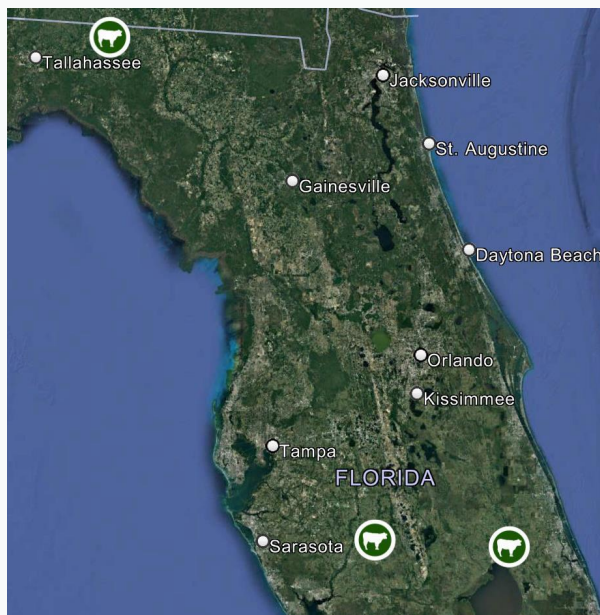 Tallahassee
Jacksonville
St. Augustine
Gainesville
Daytona Beach
Orlando
Kissimmee
Tampa
FLORIDA
Sarasota